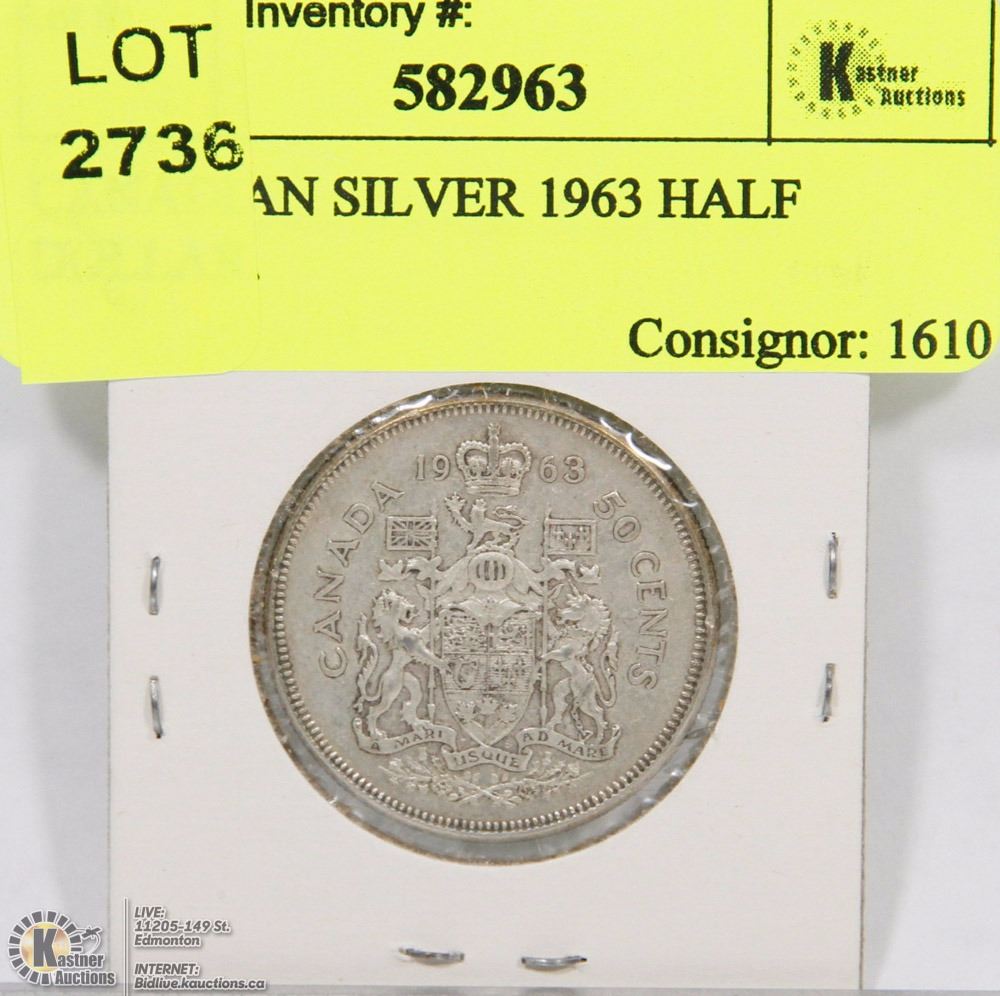 LOT
2736
Inventory #:
582963
Kastner
Auctions
AN SILVER 1963 HALF
Consignor: 1610
19 63
CANADA
50 CENTS
A MARI
USQUE
AD MARE
Kastner
Auctions
LIVE:
11205-149 St.
Edmonton
INTERNET:
Bidlive.kauctions.ca